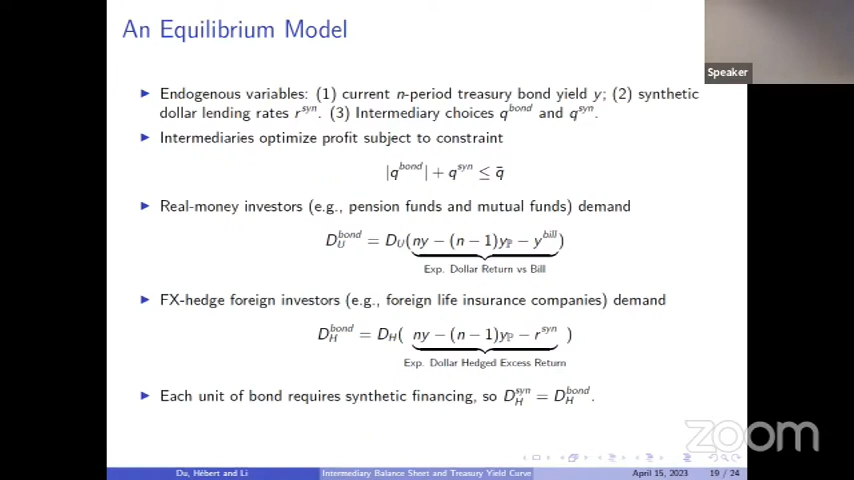 An Equilibrium Model
Speaker
▶ Endogenous variables: (1) current n-period treasury bond yield y; (2) synthetic
dollar lending rates r^syn. (3) Intermediary choices q^bond and q^syn.
▶ Intermediaries optimize profit subject to constraint
|q^bond| + q^syn ≤ q̄
▶ Real-money investors (e.g., pension funds and mutual funds) demand
D_U^bond = D_U(ny − (n − 1)y_ℙ − y^bill)
Exp. Dollar Return vs Bill
▶ FX-hedge foreign investors (e.g., foreign life insurance companies) demand
D_H^bond = D_H( ny − (n − 1)y_ℙ − r^syn )
Exp. Dollar Hedged Excess Return
▶ Each unit of bond requires synthetic financing, so D_H^syn = D_H^bond.
zoom
Du, Hébert and Li
Intermediary Balance Sheet and Treasury Yield Curve
April 15, 2023
19 / 24